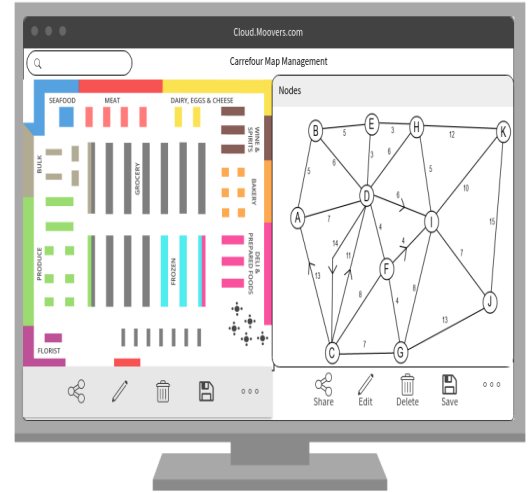 Cloud.Moovers.com
Carrefour Map Management
SEAFOOD
MEAT
DAIRY, EGGS & CHEESE
WINE & SPIRITS
BULK
GROCERY
BAKERY
PRODUCE
FROZEN
DELI & PREPARED FOODS
FLORIST
Nodes
B
5
E
3
H
12
K
5
6
3
6
5
10
15
D
6
A
7
4
I
14
11
4
7
13
F
8
4
8
J
13
C
7
G
Share
Edit
Delete
Save